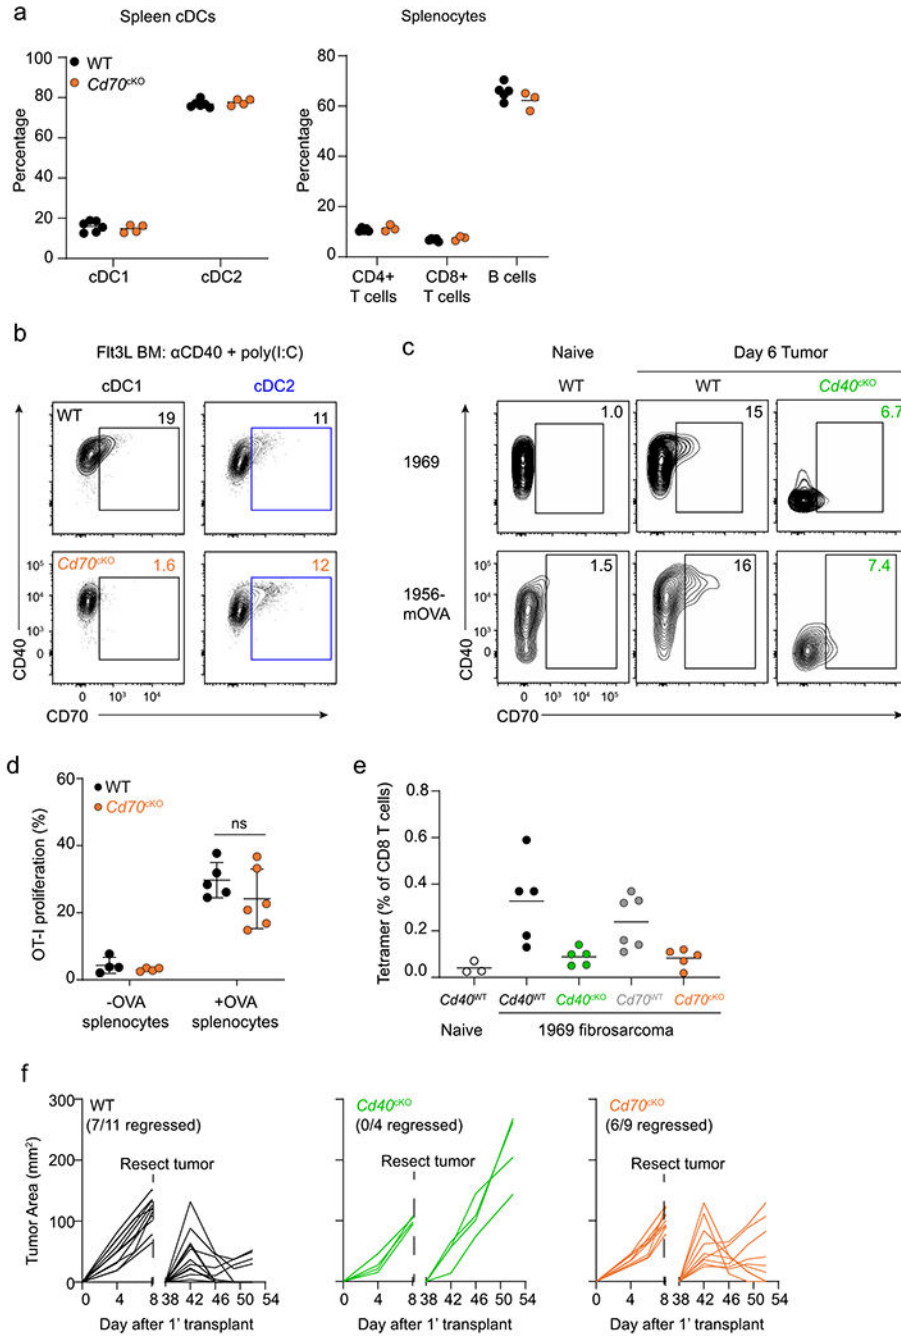 a
Spleen cDCs
Splenocytes
WT
Cd70cKO
Percentage
100
80
60
40
20
0
cDC1
cDC2
Percentage
80
60
40
20
0
CD4+
T cells
CD8+
T cells
B cells
b
Flt3L BM: αCD40 + poly(I:C)
cDC1
cDC2
WT
19
11
Cd70cKO
1.6
12
10⁵
10⁴
10³
0
0 10³ 10⁴
CD40
CD70
c
Naive
Day 6 Tumor
WT
WT
Cd40cKO
1969
1.0
15
6.7
1956-
mOVA
1.5
16
7.4
10⁵
10⁴
10³
0
0 10³ 10⁴ 10⁵
CD40
CD70
d
WT
Cd70cKO
OT-I proliferation (%)
60
40
20
0
ns
-OVA
splenocytes
+OVA
splenocytes
e
Tetramer (% of CD8 T cells)
0.8
0.6
0.4
0.2
0.0
Cd40WT
Cd40WT
Cd40cKO
Cd70WT
Cd70cKO
Naive
1969 fibrosarcoma
f
Tumor Area (mm²)
300
200
100
0
WT
(7/11 regressed)
Resect tumor
0 4 8 38 42 46 50 54
Day after 1' transplant
Cd40cKO
(0/4 regressed)
Resect tumor
0 4 8 38 42 46 50 54
Day after 1' transplant
Cd70cKO
(6/9 regressed)
Resect tumor
0 4 8 38 42 46 50 54
Day after 1' transplant